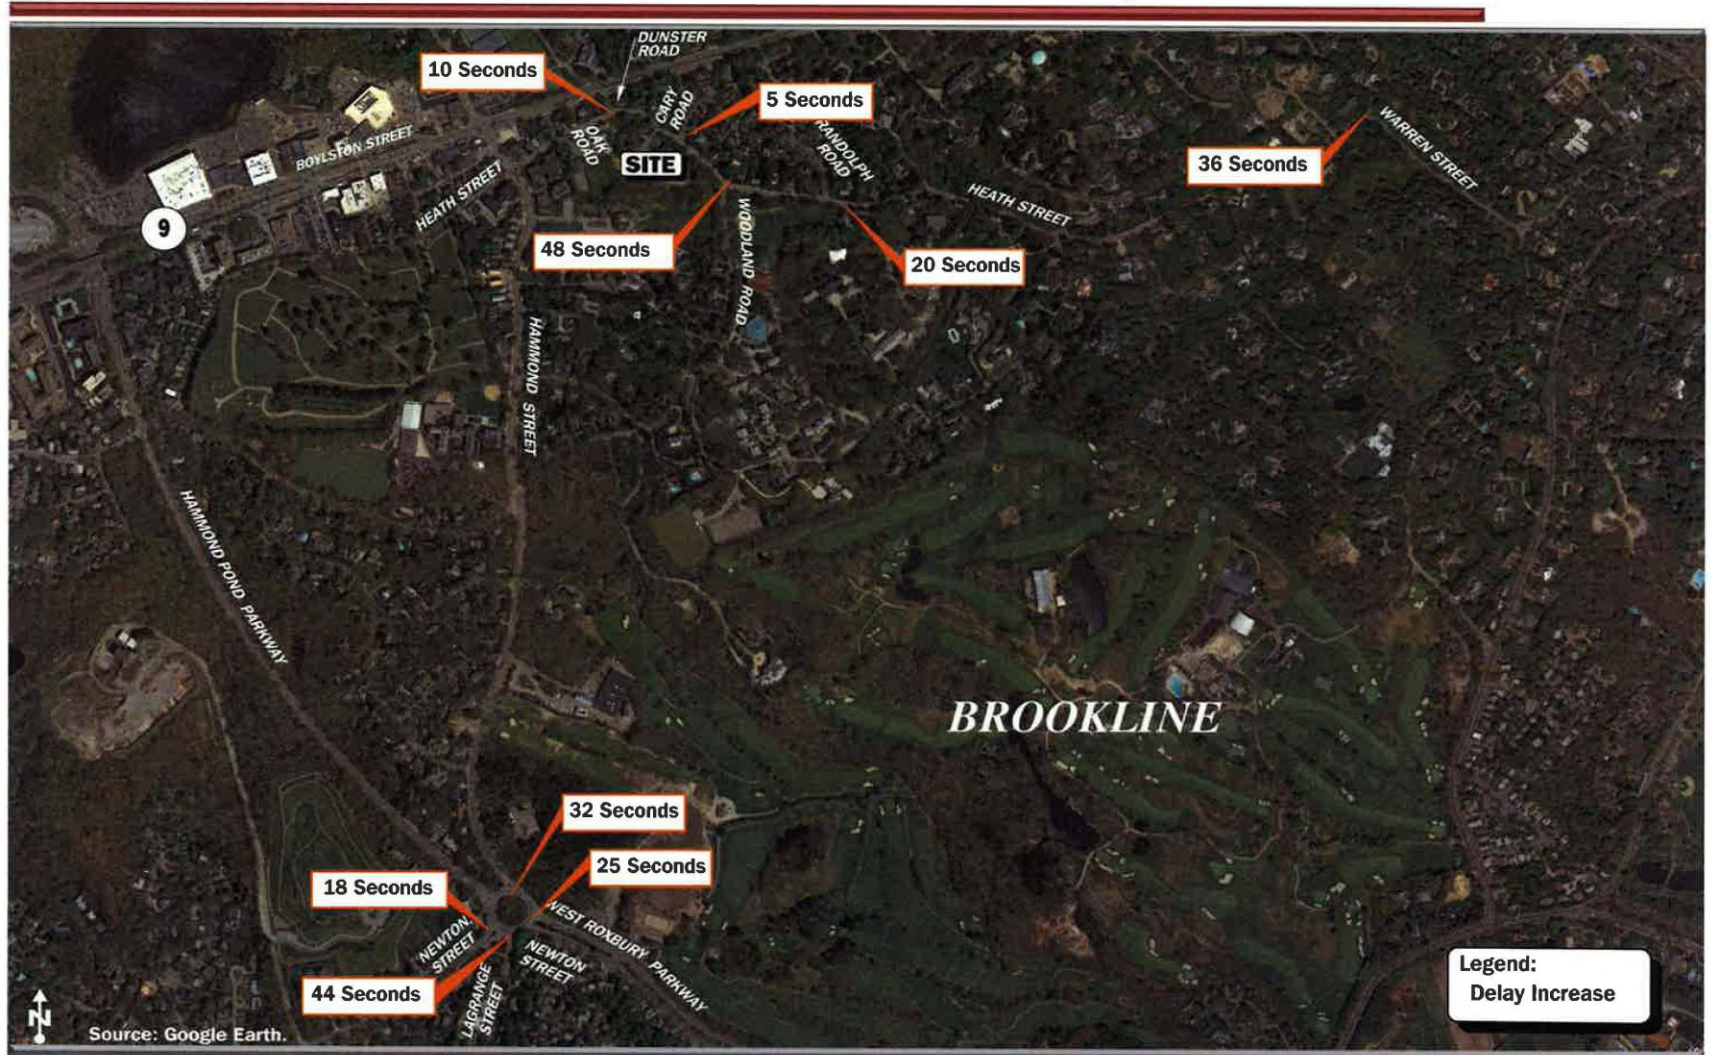 DUNSTER
ROAD
10 Seconds
CARY
ROAD
5 Seconds
OAK
ROAD
RANDOLPH
ROAD
WARREN STREET
BOYLSTON STREET
SITE
36 Seconds
HEATH STREET
HEATH STREET
9
48 Seconds
WOODLAND ROAD
20 Seconds
HAMMOND STREET
HAMMOND POND PARKWAY
BROOKLINE
32 Seconds
25 Seconds
18 Seconds
NEWTON
STREET
WEST ROXBURY PARKWAY
NEWTON
STREET
44 Seconds
LAGRANGE
STREET
Legend:
Delay Increase
N
Source: Google Earth.